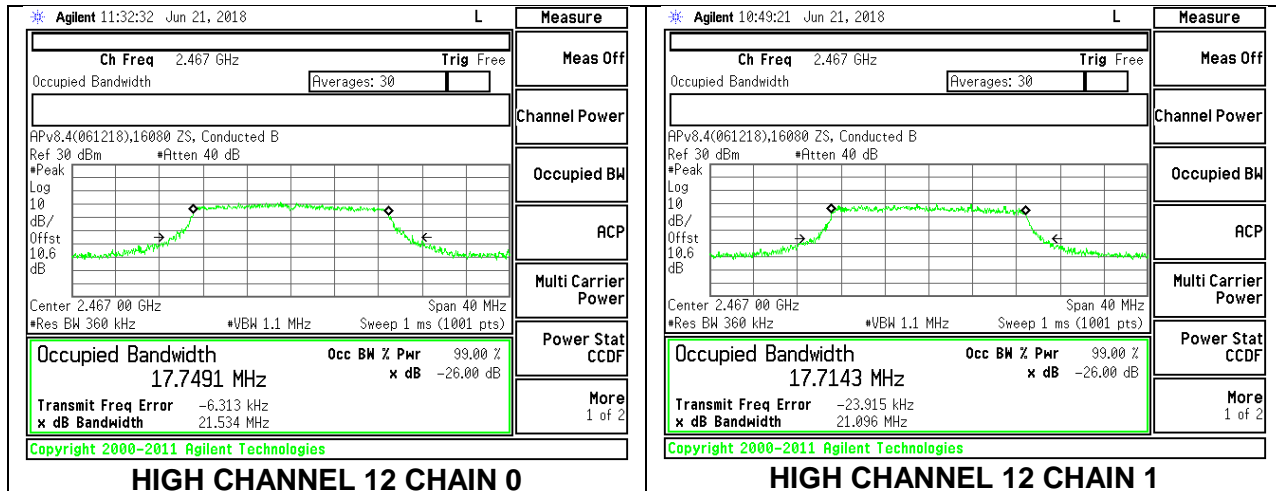 Agilent 11:32:32 Jun 21, 2018 L Measure
Ch Freq 2.467 GHz Trig Free
Occupied Bandwidth Averages: 30
Meas Off
Channel Power
Occupied BW
ACP
Multi Carrier
Power
Power Stat
CCDF
More
1 of 2
APv8.4(061218),16080 ZS, Conducted B
Ref 30 dBm #Atten 40 dB
#Peak
Log
10
dB/
Offst
10.6
dB
Center 2.467 00 GHz Span 40 MHz
#Res BW 360 kHz #VBW 1.1 MHz Sweep 1 ms (1001 pts)
Occupied Bandwidth Occ BW % Pwr 99.00 %
17.7491 MHz x dB -26.00 dB
Transmit Freq Error -6.313 kHz
x dB Bandwidth 21.534 MHz
Copyright 2000-2011 Agilent Technologies
HIGH CHANNEL 12 CHAIN 0
Agilent 10:49:21 Jun 21, 2018 L Measure
Ch Freq 2.467 GHz Trig Free
Occupied Bandwidth Averages: 30
Meas Off
Channel Power
Occupied BW
ACP
Multi Carrier
Power
Power Stat
CCDF
More
1 of 2
APv8.4(061218),16080 ZS, Conducted B
Ref 30 dBm #Atten 40 dB
#Peak
Log
10
dB/
Offst
10.6
dB
Center 2.467 00 GHz Span 40 MHz
#Res BW 360 kHz #VBW 1.1 MHz Sweep 1 ms (1001 pts)
Occupied Bandwidth Occ BW % Pwr 99.00 %
17.7143 MHz x dB -26.00 dB
Transmit Freq Error -23.915 kHz
x dB Bandwidth 21.096 MHz
Copyright 2000-2011 Agilent Technologies
HIGH CHANNEL 12 CHAIN 1